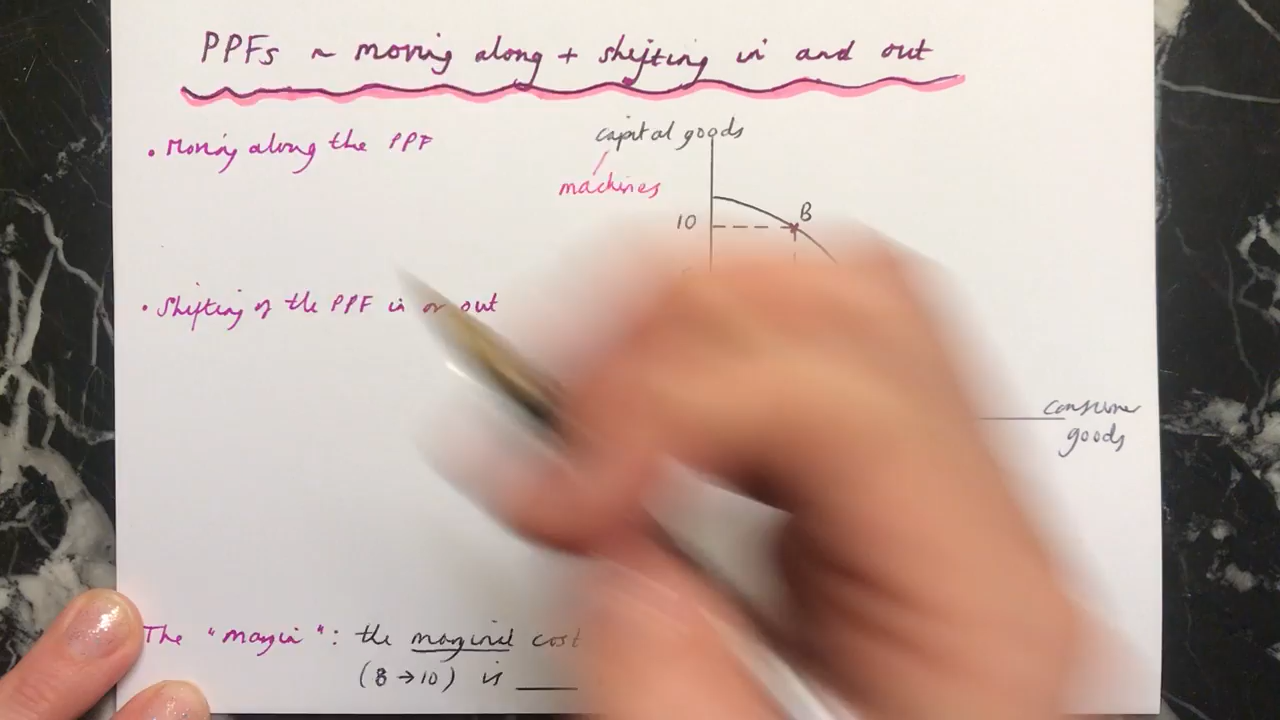 PPFs ~ moving along + shifting in and out
• Moving along the PPF
capital goods
machines
10
B
• Shifting of the PPF in or out
consumer
goods
The "margin": the marginal cost
(8 → 10) is ____